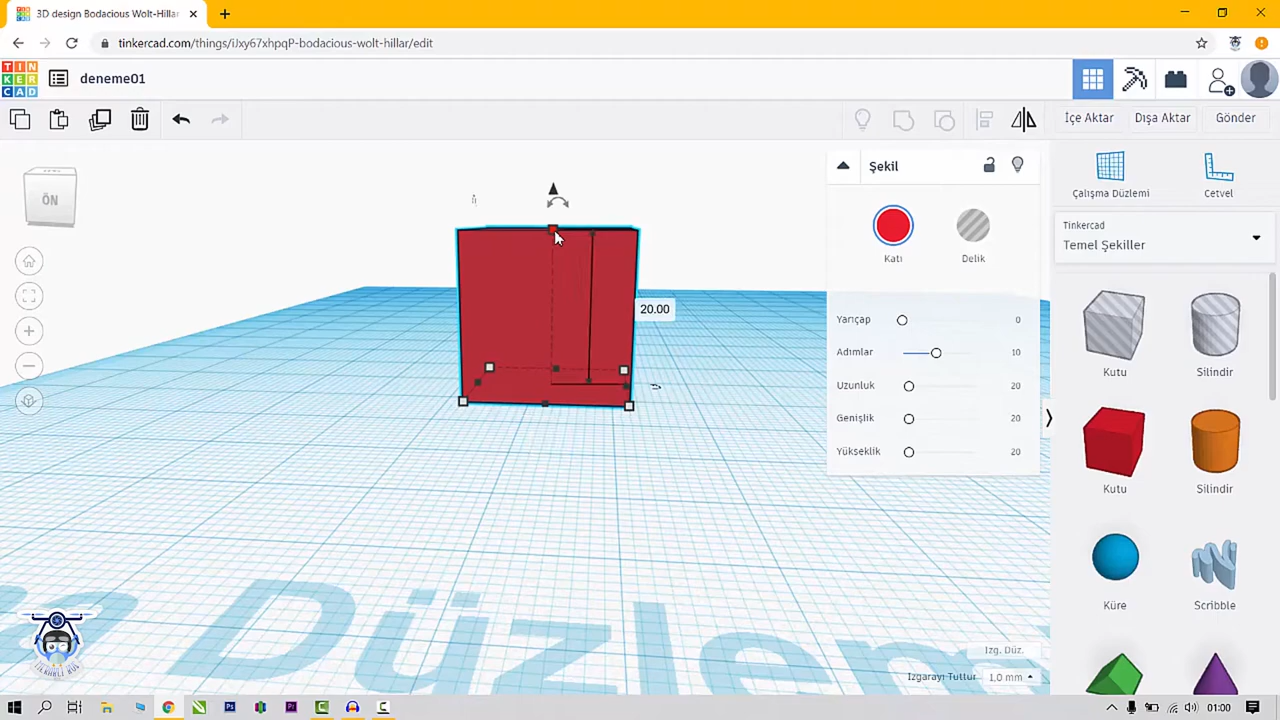 3D design Bodacious Wolt-Hillar
tinkercad.com/things/iJxy67xhpqP-bodacious-wolt-hillar/edit
TIN
KER
CAD
deneme01
İçe Aktar
Dışa Aktar
Gönder
ÖN
Şekil
Katı
Delik
Yarıçap 0
Adımlar 10
Uzunluk 20
Genişlik 20
Yükseklik 20
20.00
Çalışma Düzlemi
Cetvel
Tinkercad
Temel Şekiller
Kutu
Silindir
Kutu
Silindir
Küre
Scribble
Düzlem
Izg. Düz.
Izgarayı Tuttur 1,0 mm
01:00